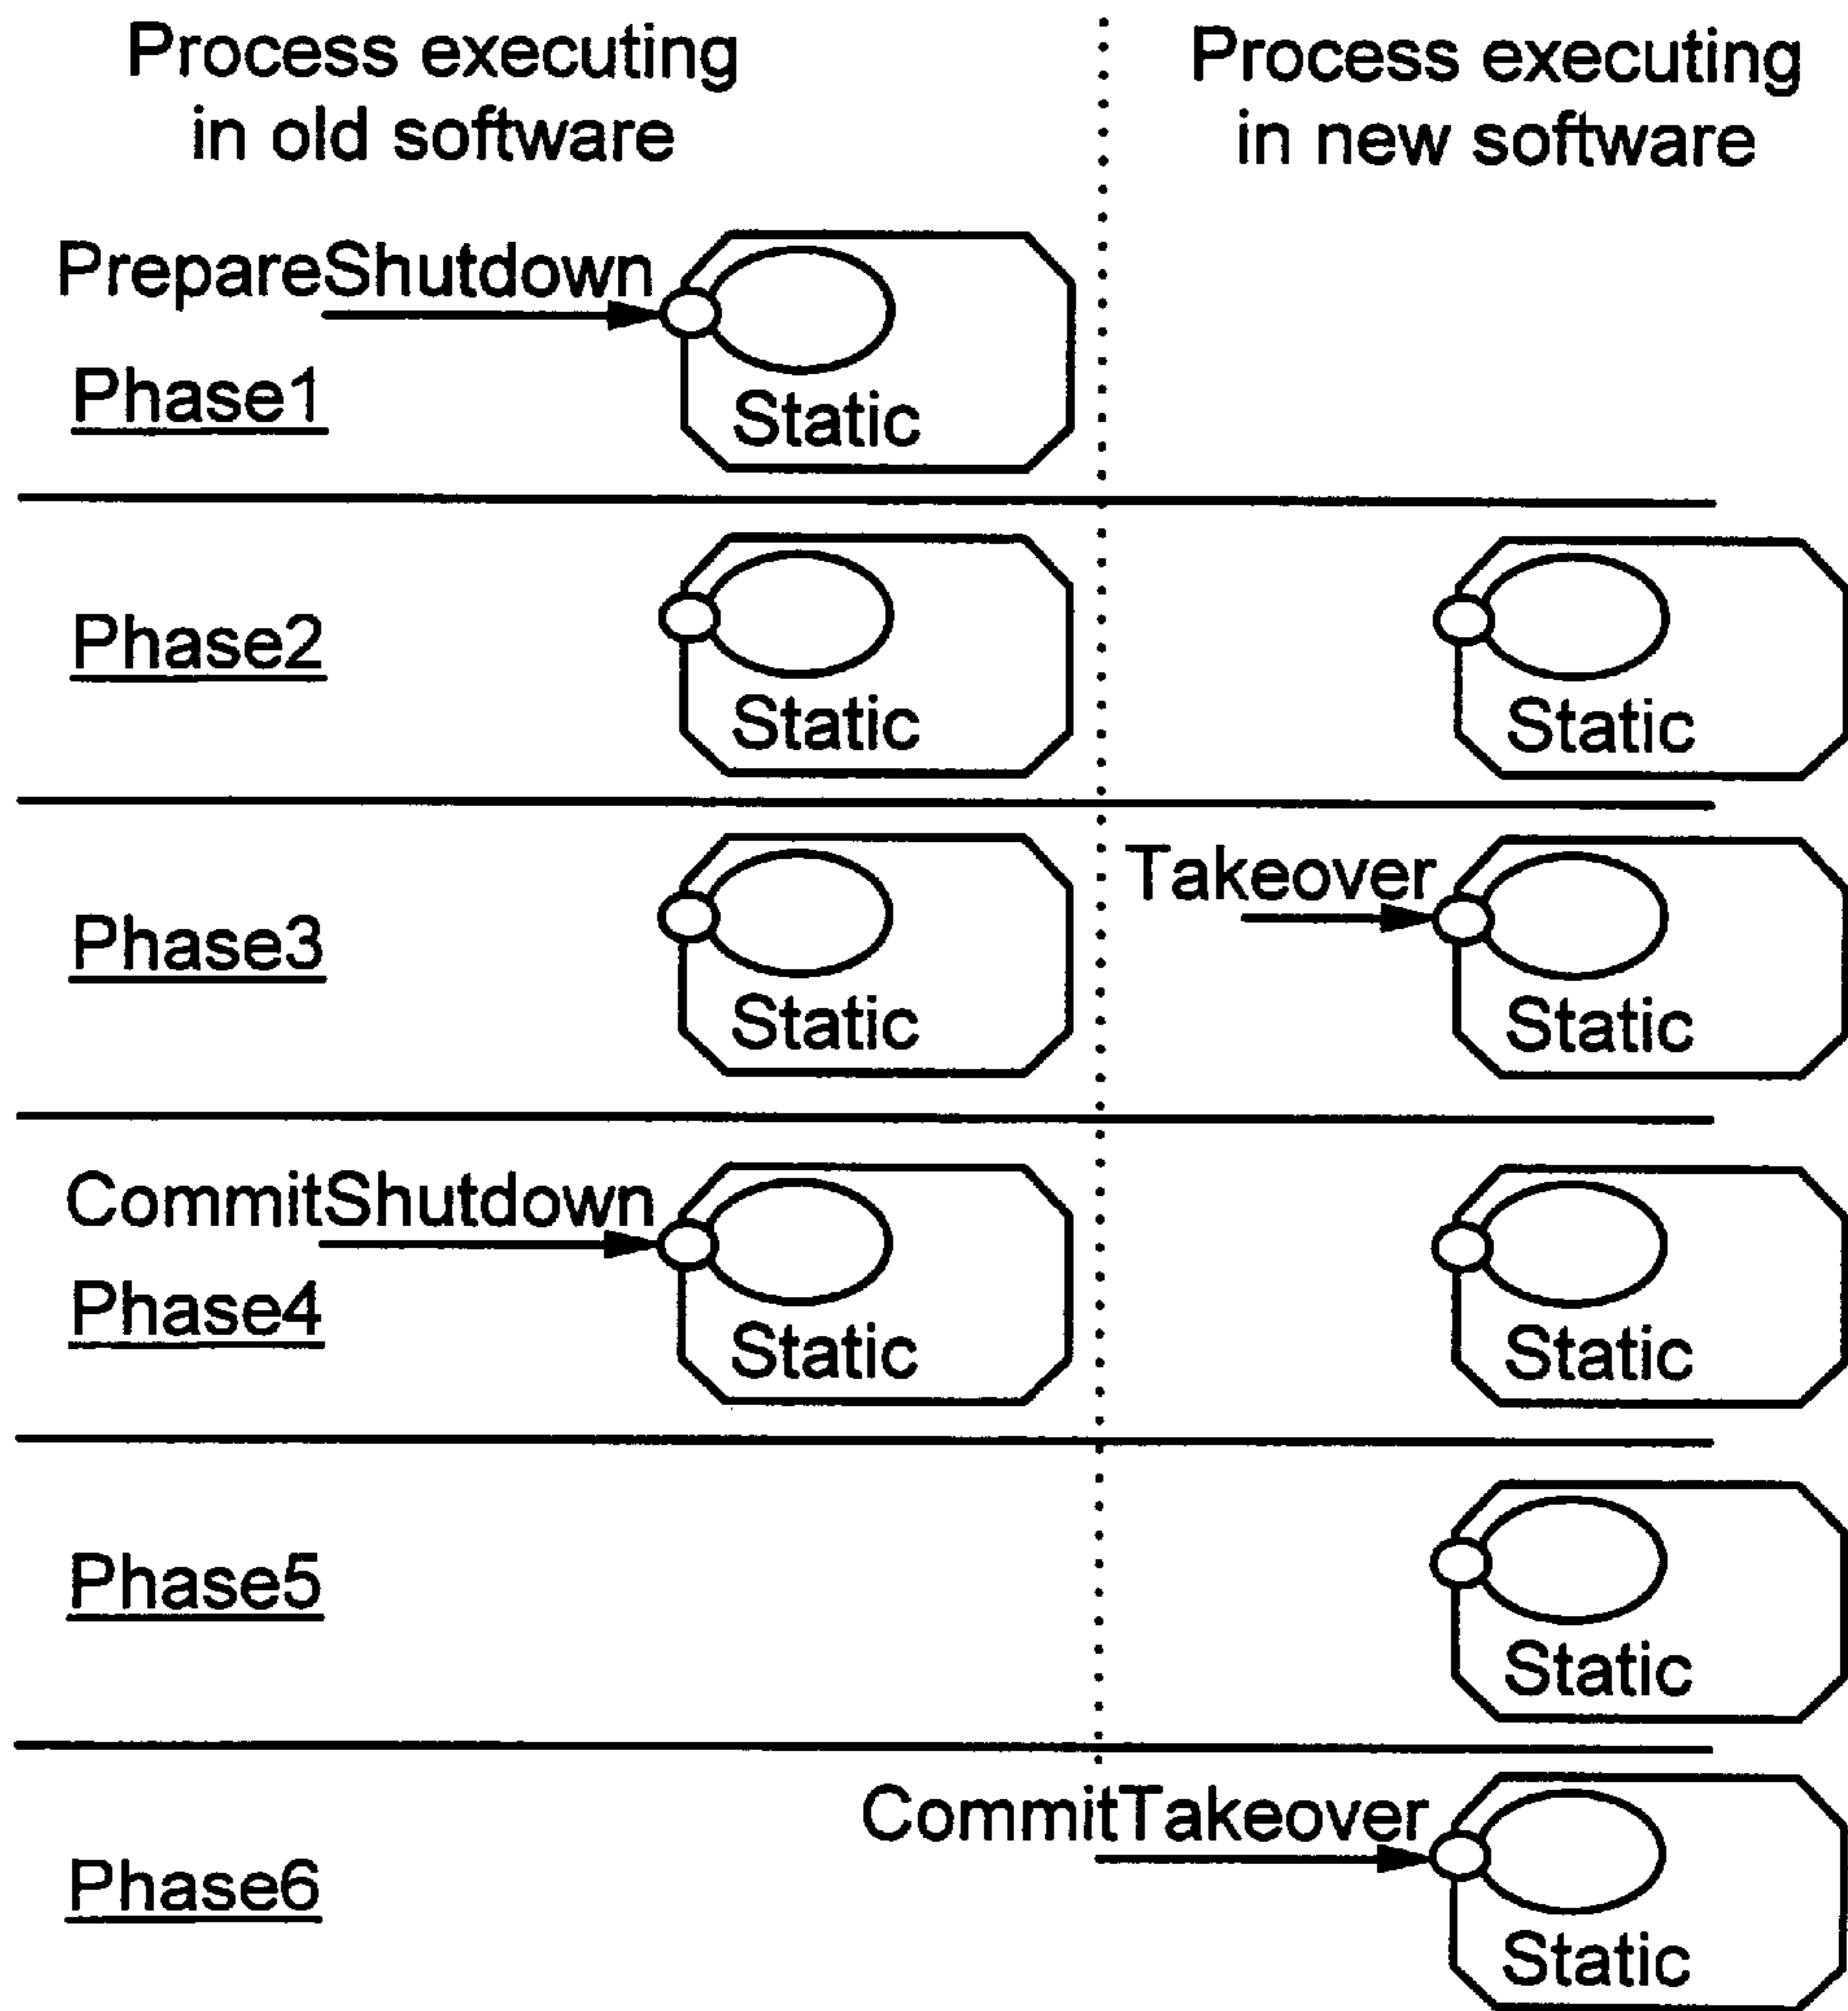 Process executing
in old software
Process executing
in new software
PrepareShutdown
Phase1
Static
Phase2
Static
Static
Takeover
Phase3
Static
Static
CommitShutdown
Phase4
Static
Static
Phase5
Static
CommitTakeover
Phase6
Static